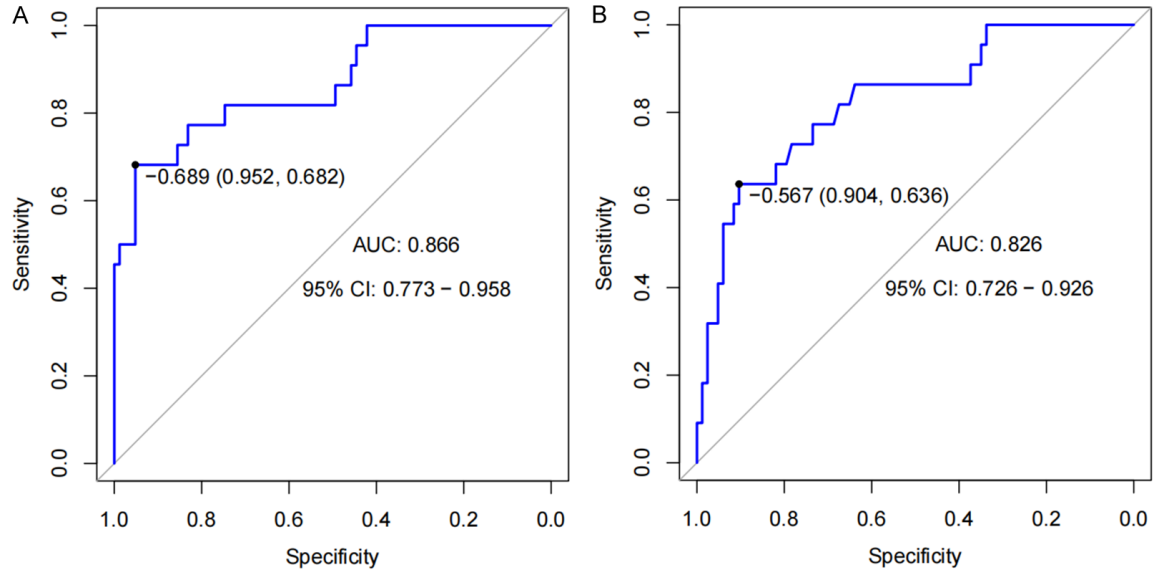 A
1.0
0.8
0.6
0.4
0.2
0.0
Sensitivity
−0.689 (0.952, 0.682)
AUC: 0.866
95% CI: 0.773 − 0.958
1.0 0.8 0.6 0.4 0.2 0.0
Specificity
B
1.0
0.8
0.6
0.4
0.2
0.0
Sensitivity
−0.567 (0.904, 0.636)
AUC: 0.826
95% CI: 0.726 − 0.926
1.0 0.8 0.6 0.4 0.2 0.0
Specificity